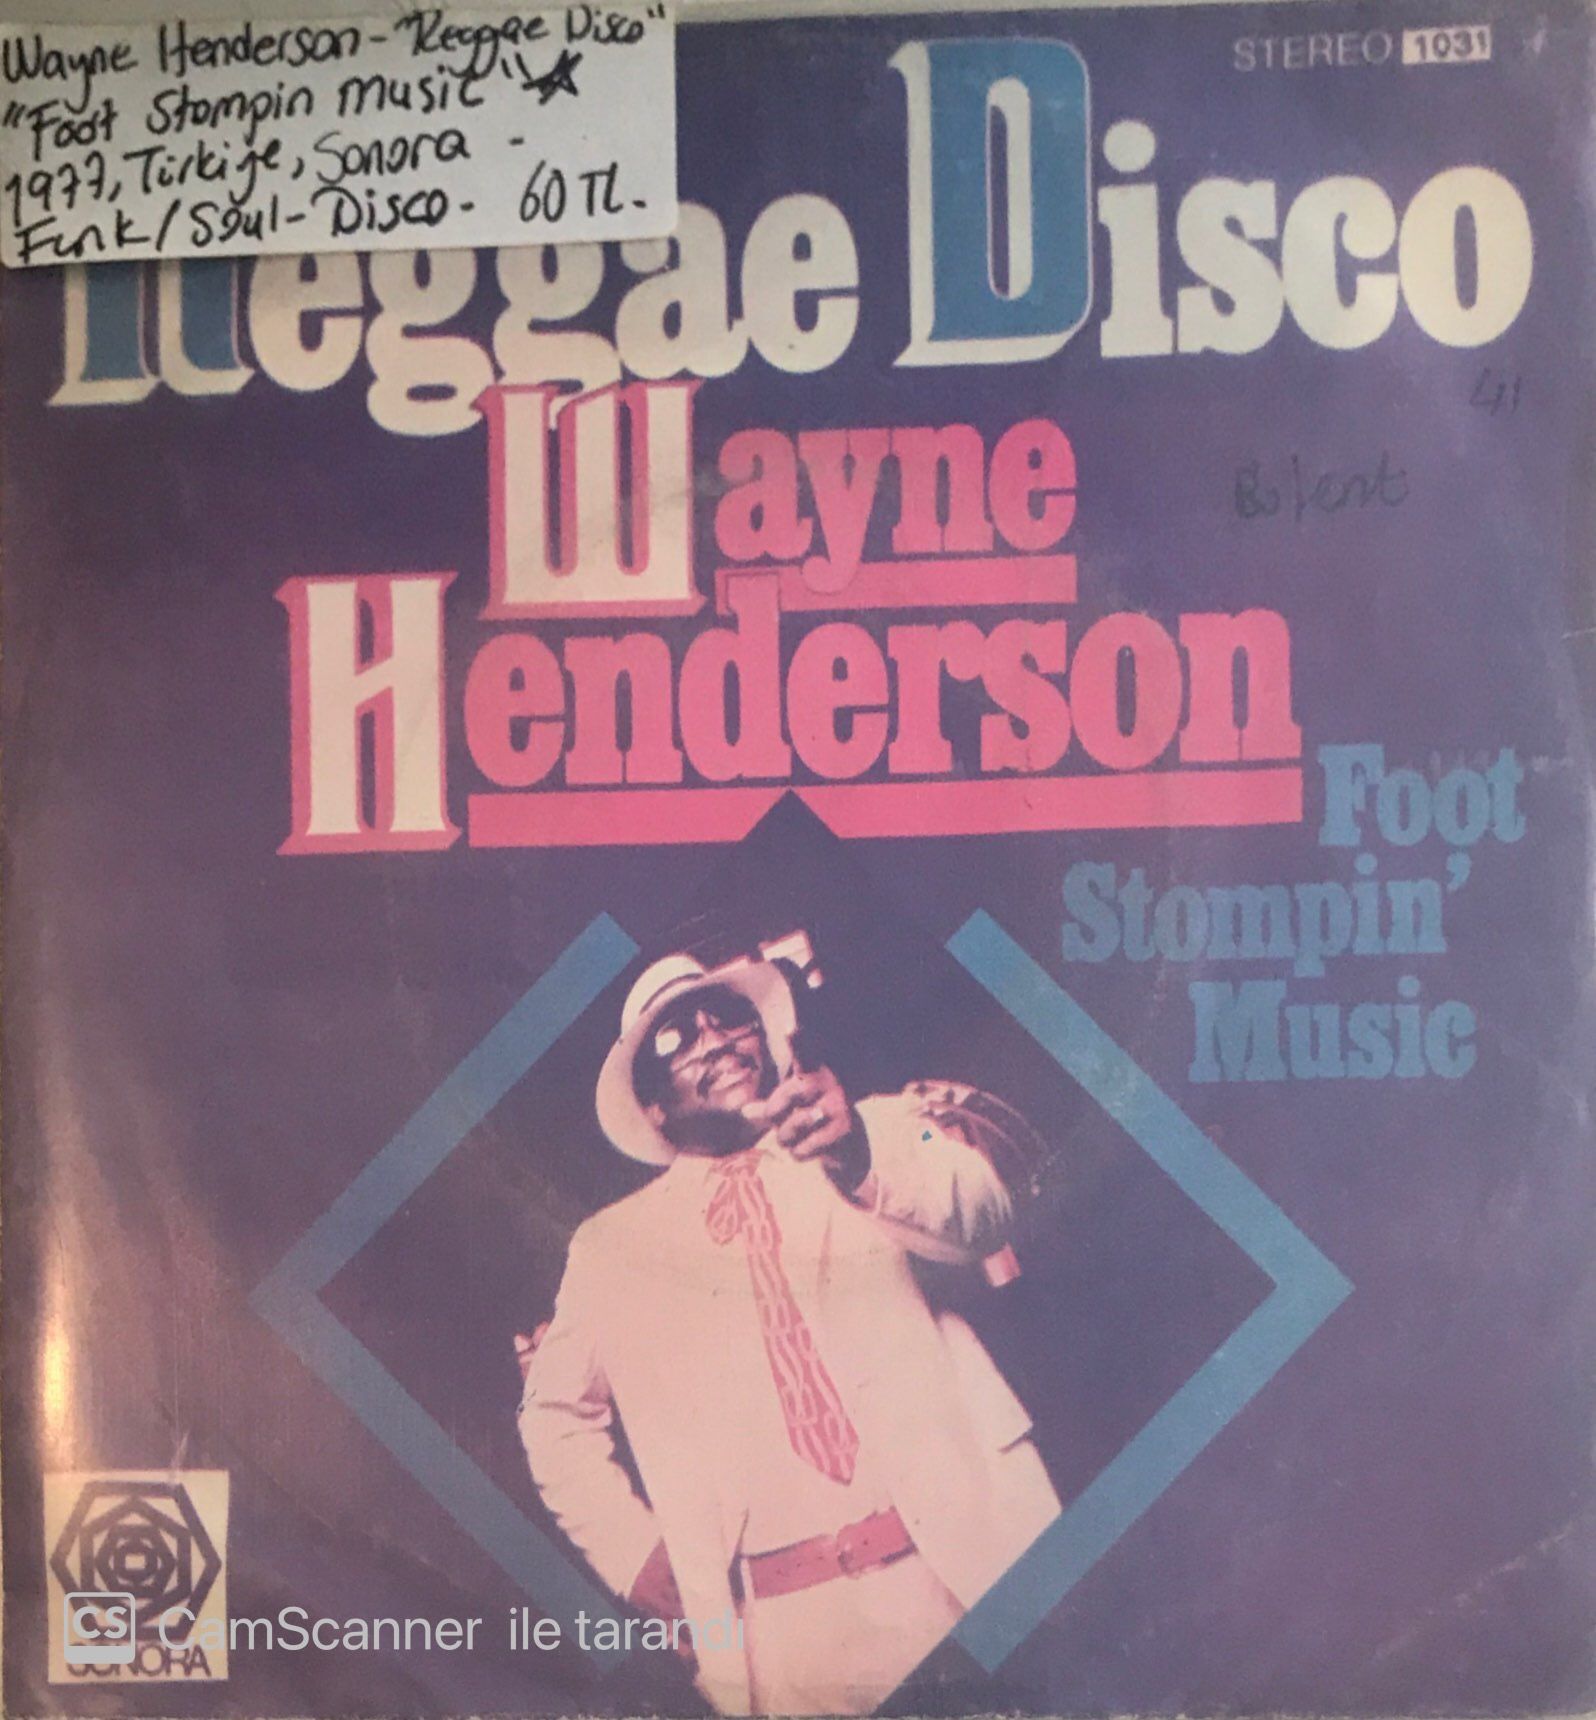 Wayne Henderson - "Reggae Disco"
"Foot Stompin music"
1977, Türkiye, Sonora -
Funk/Soul - Disco - 60 TL.
STEREO 1031
Reggae Disco
Wayne
Henderson
Foot
Stompin'
Music
CS CamScanner ile tarandı
SONORA